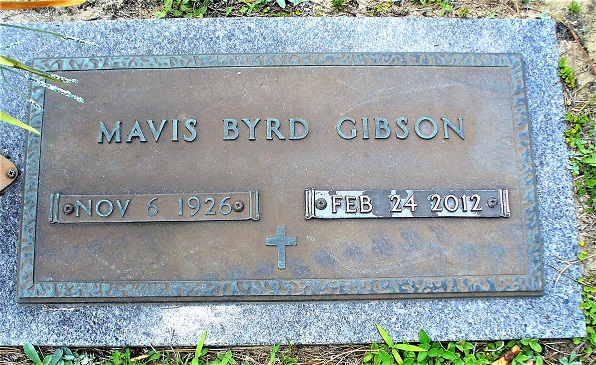 MAVIS BYRD GIBSON
NOV 6 1926 FEB 24 2012